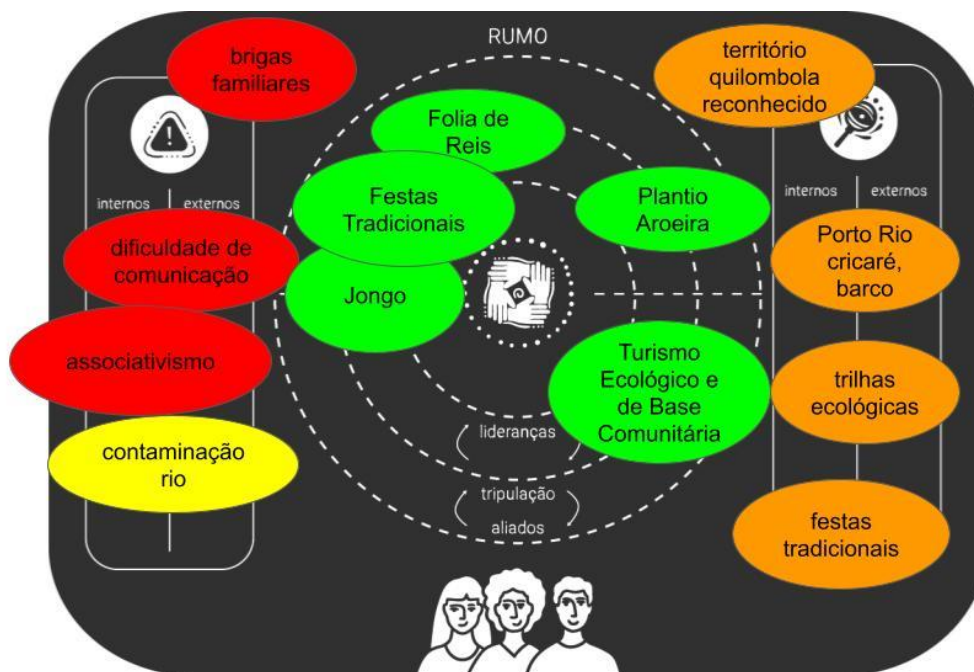 RUMO
brigas
familiares
internos
externos
dificuldade de
comunicação
associativismo
contaminação
rio
Folia de
Reis
Festas
Tradicionais
Jongo
Plantio
Aroeira
Turismo
Ecológico e
de Base
Comunitária
lideranças
tripulação
aliados
território
quilombola
reconhecido
internos
externos
Porto Rio
cricaré,
barco
trilhas
ecológicas
festas
tradicionais